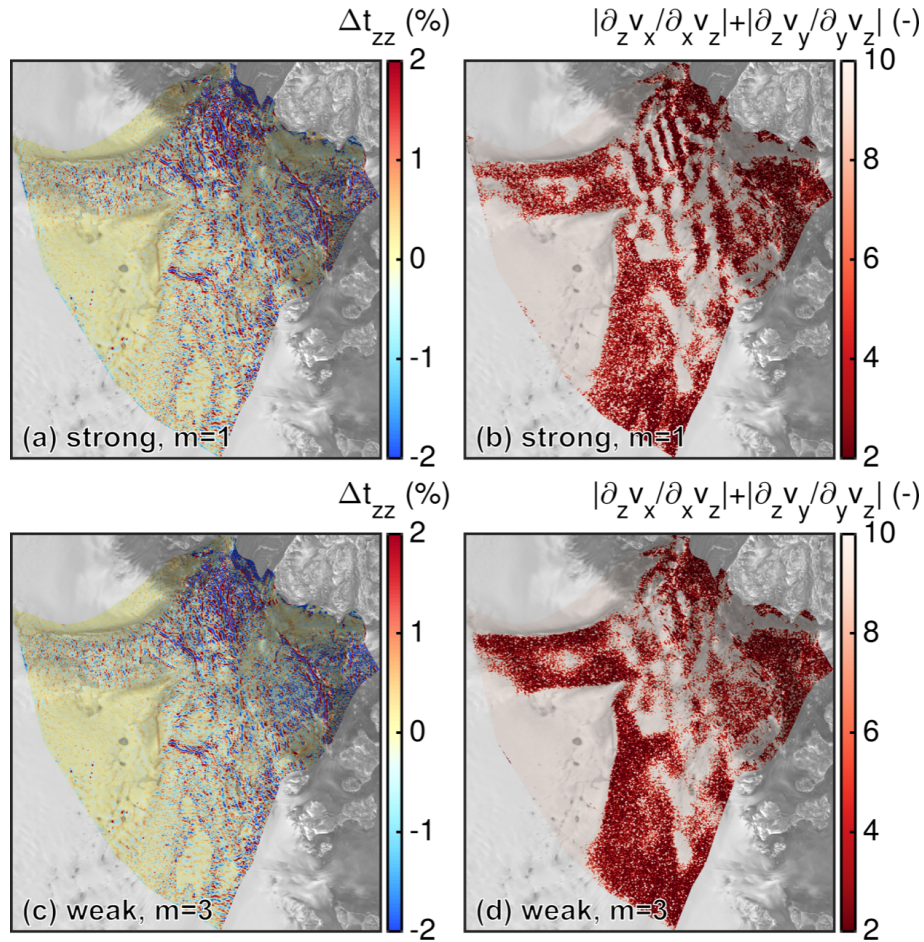 Δt_zz (%)
|∂_z v_x/∂_x v_z|+|∂_z v_y/∂_y v_z| (-)
2
1
0
-1
-2
10
8
6
4
2
(a) strong, m=1
(b) strong, m=1
Δt_zz (%)
|∂_z v_x/∂_x v_z|+|∂_z v_y/∂_y v_z| (-)
2
1
0
-1
-2
10
8
6
4
2
(c) weak, m=3
(d) weak, m=3